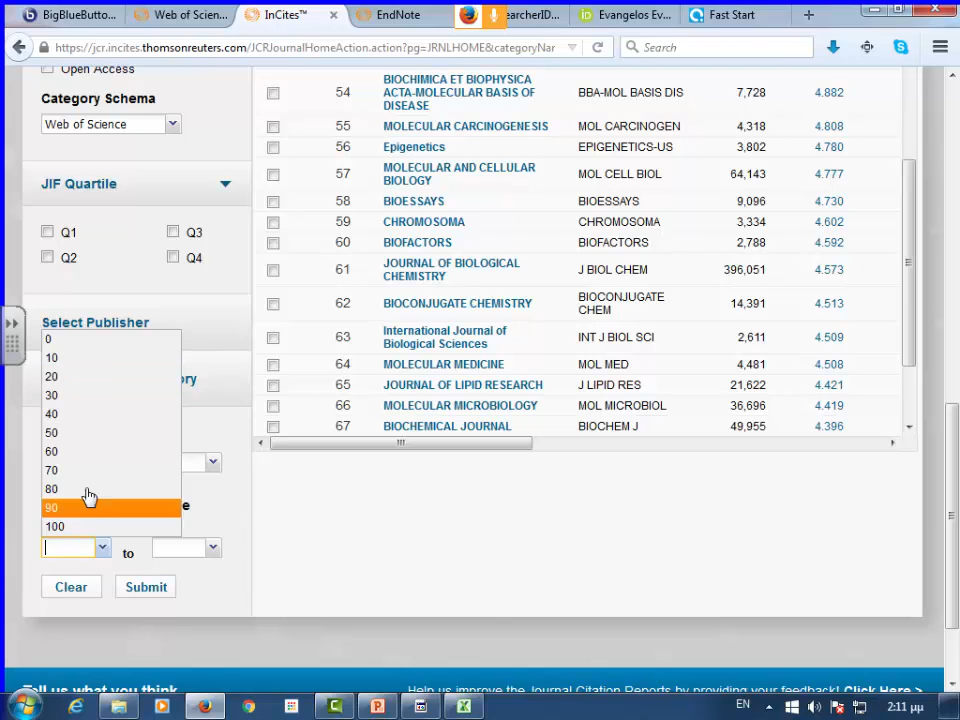 BigBlueButto...
Web of Scien...
InCites™
EndNote
earcherID...
Evangelos Ev...
Fast Start
https://jcr.incites.thomsonreuters.com/JCRJournalHomeAction.action?pg=JRNLHOME&categoryNar
Search
Open Access
Category Schema
Web of Science
JIF Quartile
Q1
Q3
Q2
Q4
Select Publisher
0
10
20
30
ory
40
50
60
70
80
90
e
100
to
Clear
Submit
54 BIOCHIMICA ET BIOPHYSICA
ACTA-MOLECULAR BASIS OF
DISEASE BBA-MOL BASIS DIS 7,728 4.882
55 MOLECULAR CARCINOGENESIS MOL CARCINOGEN 4,318 4.808
56 Epigenetics EPIGENETICS-US 3,802 4.780
57 MOLECULAR AND CELLULAR
BIOLOGY MOL CELL BIOL 64,143 4.777
58 BIOESSAYS BIOESSAYS 9,096 4.730
59 CHROMOSOMA CHROMOSOMA 3,334 4.602
60 BIOFACTORS BIOFACTORS 2,788 4.592
61 JOURNAL OF BIOLOGICAL
CHEMISTRY J BIOL CHEM 396,051 4.573
62 BIOCONJUGATE CHEMISTRY BIOCONJUGATE
CHEM 14,391 4.513
63 International Journal of
Biological Sciences INT J BIOL SCI 2,611 4.509
64 MOLECULAR MEDICINE MOL MED 4,481 4.508
65 JOURNAL OF LIPID RESEARCH J LIPID RES 21,622 4.421
66 MOLECULAR MICROBIOLOGY MOL MICROBIOL 36,696 4.419
67 BIOCHEMICAL JOURNAL BIOCHEM J 49,955 4.396
Tell us what you think
Help us improve the Journal Citation Reports by providing your feedback! Click Here >
EN
2:11 μμ